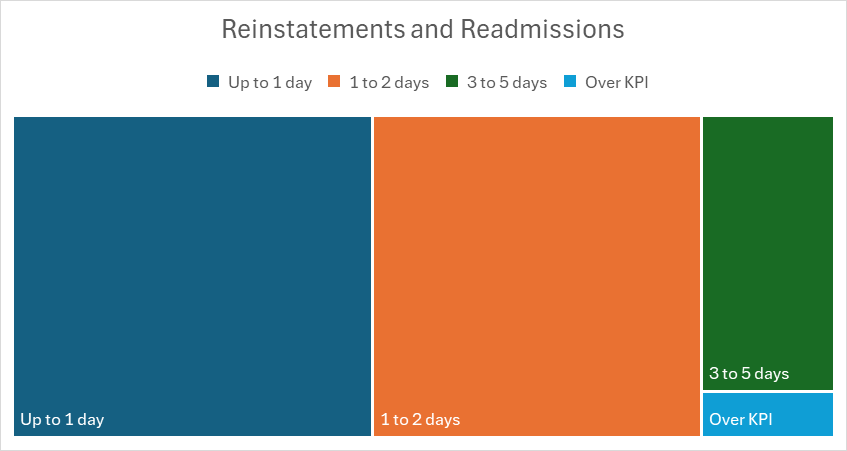 Reinstatements and Readmissions
Up to 1 day 1 to 2 days 3 to 5 days Over KPI
3 to 5 days
Up to 1 day 1 to 2 days Over KPI